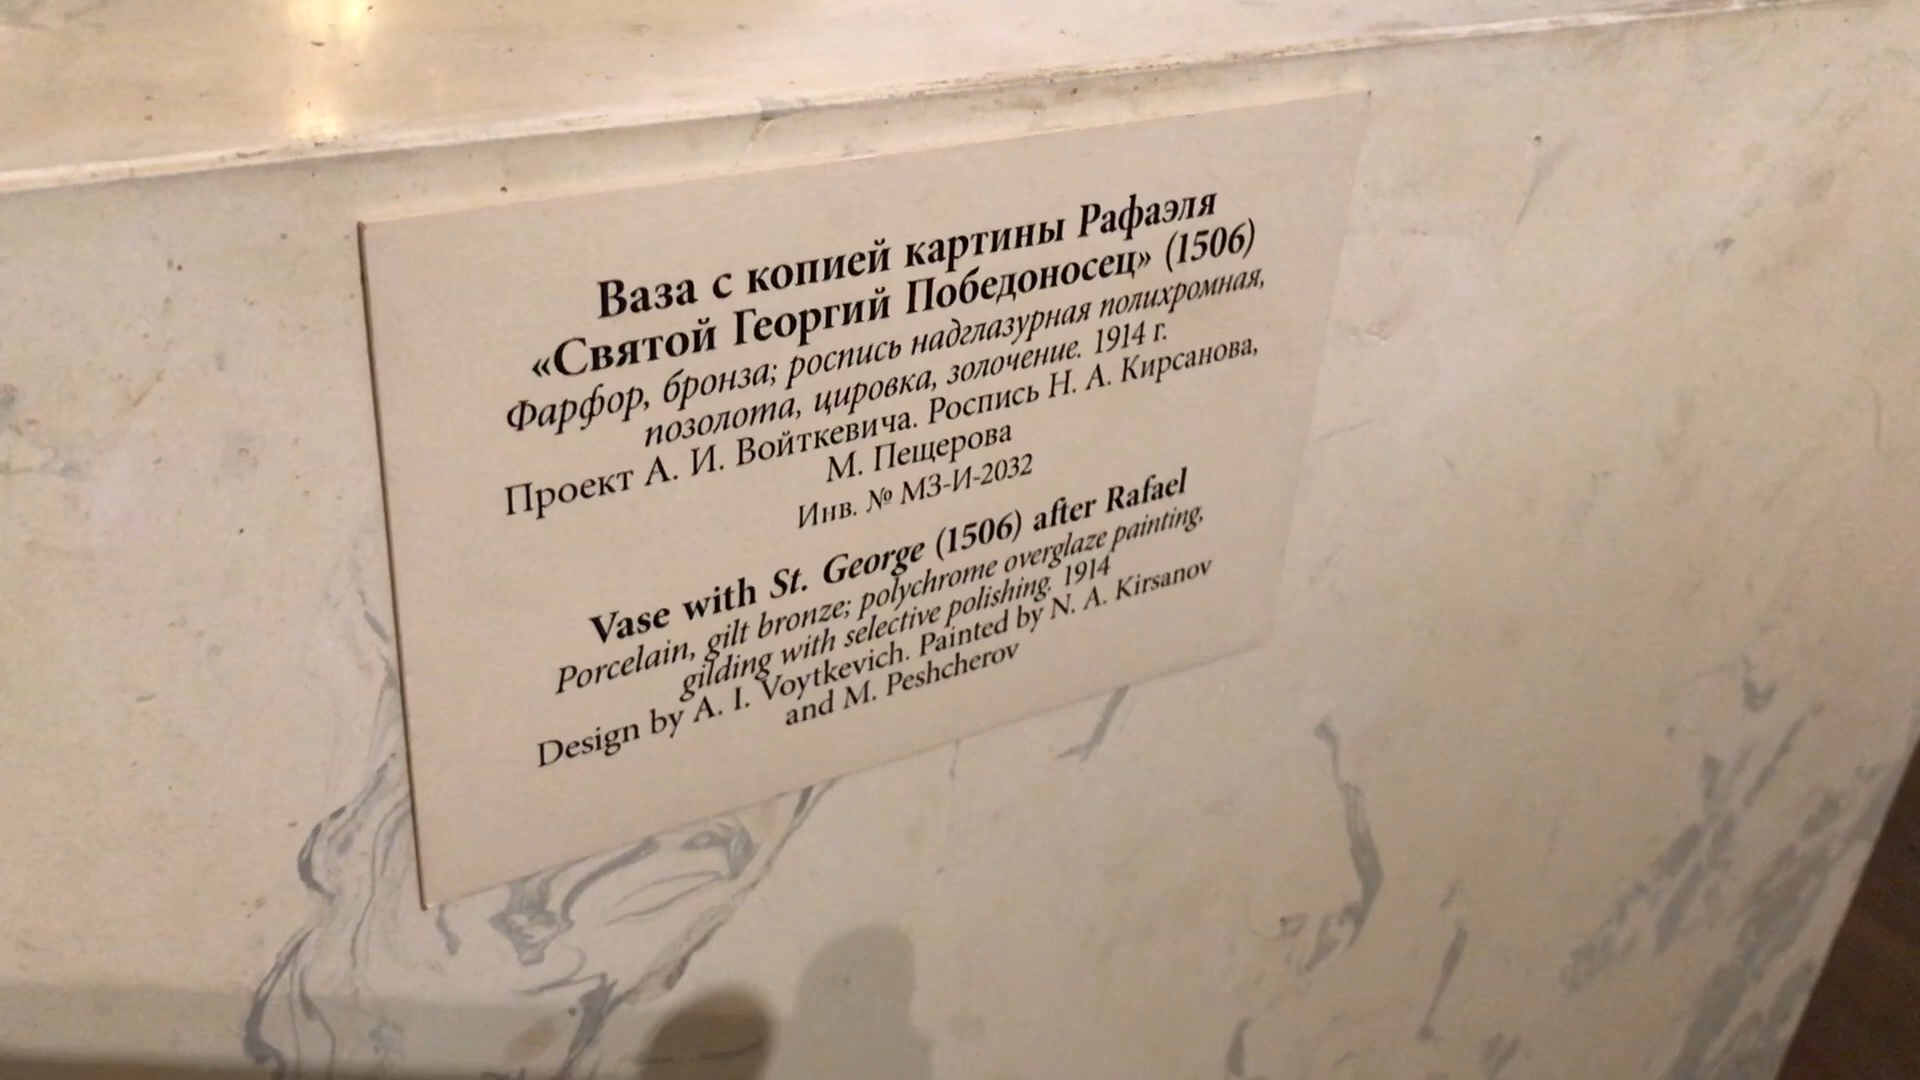 Ваза с копией картины Рафаэля
«Святой Георгий Победоносец» (1506)
Фарфор, бронза; роспись надглазурная полихромная,
позолота, цировка, золочение. 1914 г.
Проект А. И. Войткевича. Роспись Н. А. Кирсанова,
М. Пещерова
Инв. № МЗ-И-2032
Vase with St. George (1506) after Rafael
Porcelain, gilt bronze; polychrome overglaze painting,
gilding with selective polishing. 1914
Design by A. I. Voytkevich. Painted by N. A. Kirsanov
and M. Peshcherov